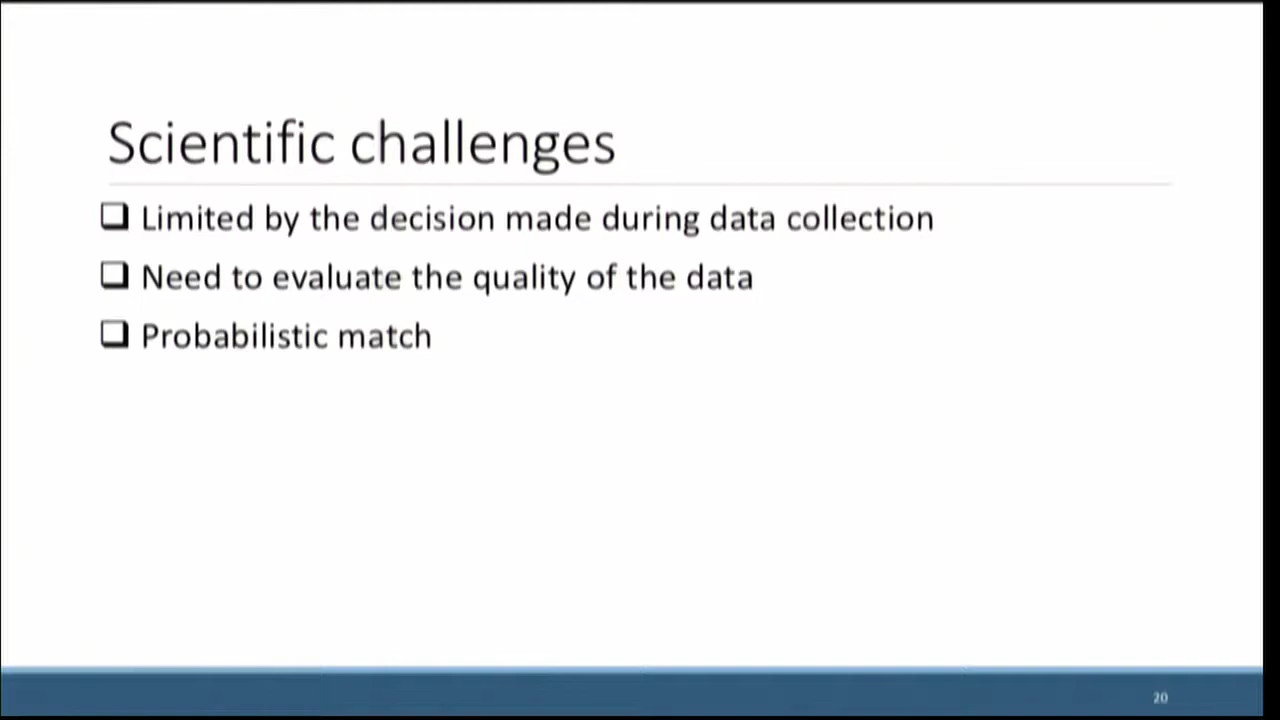 Scientific challenges
❑ Limited by the decision made during data collection
❑ Need to evaluate the quality of the data
❑ Probabilistic match
20